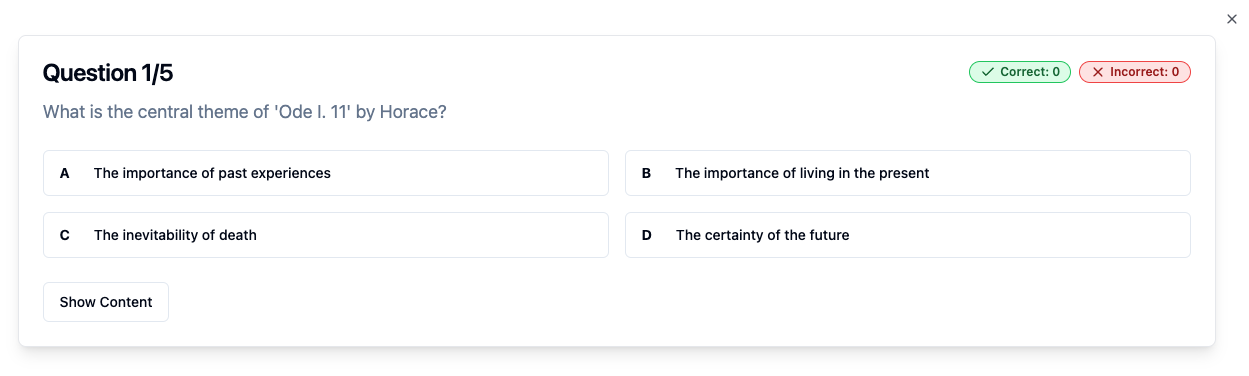 Question 1/5
Correct: 0
Incorrect: 0
What is the central theme of 'Ode I. 11' by Horace?
A The importance of past experiences
B The importance of living in the present
C The inevitability of death
D The certainty of the future
Show Content